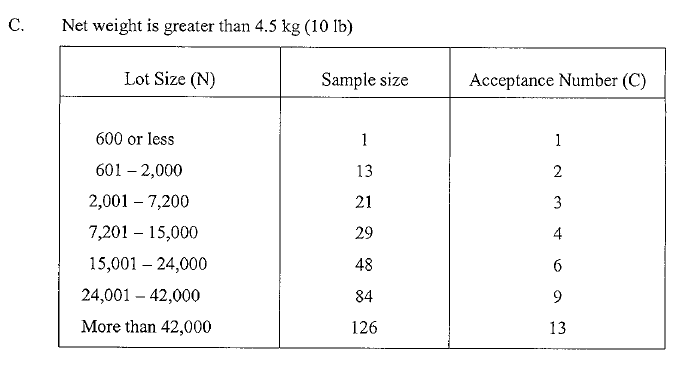 C. Net weight is greater than 4.5 kg (10 lb)
Lot Size (N) Sample size Acceptance Number (C)
600 or less 1 1
601 – 2,000 13 2
2,001 – 7,200 21 3
7,201 – 15,000 29 4
15,001 – 24,000 48 6
24,001 – 42,000 84 9
More than 42,000 126 13